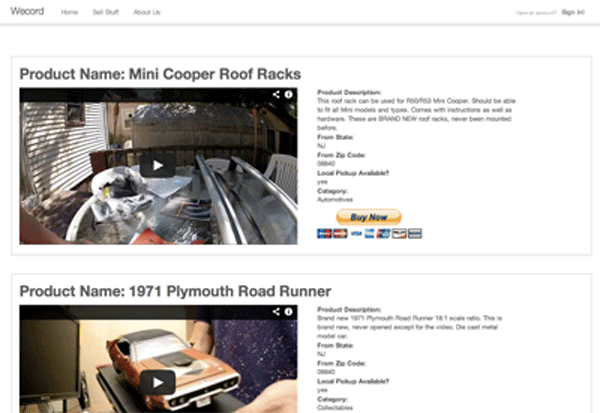 Wecord Home Sell Stuff About Us Have an account? Sign in!
Product Name: Mini Cooper Roof Racks
Product Description:
This roof rack can be used for R50/R53 Mini Cooper. Should be able
to fit all Mini models and types. Comes with instructions as well as
hardware. These are BRAND NEW roof racks, never been mounted
before.
From State:
NJ
From Zip Code:
08840
Local Pickup Available?
yes
Category:
Automotives
Buy Now
VISA
Product Name: 1971 Plymouth Road Runner
Product Description:
Brand new 1971 Plymouth Road Runner 18:1 scale ratio. This is
brand new, never opened except for the video. Die cast metal
model car.
From State:
NJ
From Zip Code:
08840
Local Pickup Available?
yes
Category:
Collectables